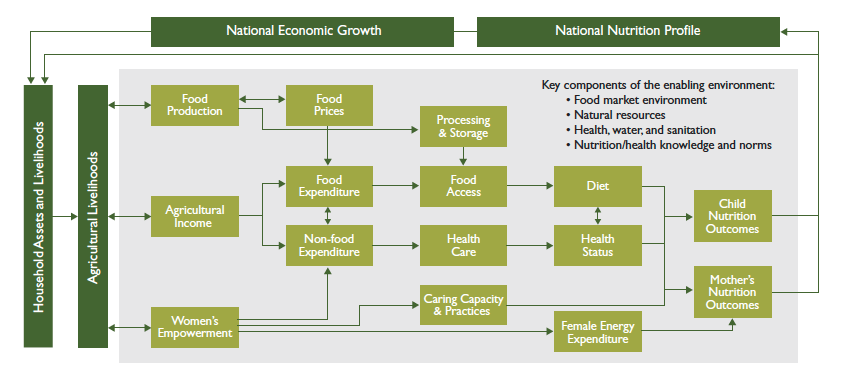 National Economic Growth
National Nutrition Profile
Household Assets and Livelihoods
Agricultural Livelihoods
Key components of the enabling environment:
• Food market environment
• Natural resources
• Health, water, and sanitation
• Nutrition/health knowledge and norms
Food
Production
Food
Prices
Processing
& Storage
Agricultural
Income
Food
Expenditure
Food
Access
Diet
Non-food
Expenditure
Health
Care
Health
Status
Child
Nutrition
Outcomes
Women's
Empowerment
Caring Capacity
& Practices
Female Energy
Expenditure
Mother's
Nutrition
Outcomes